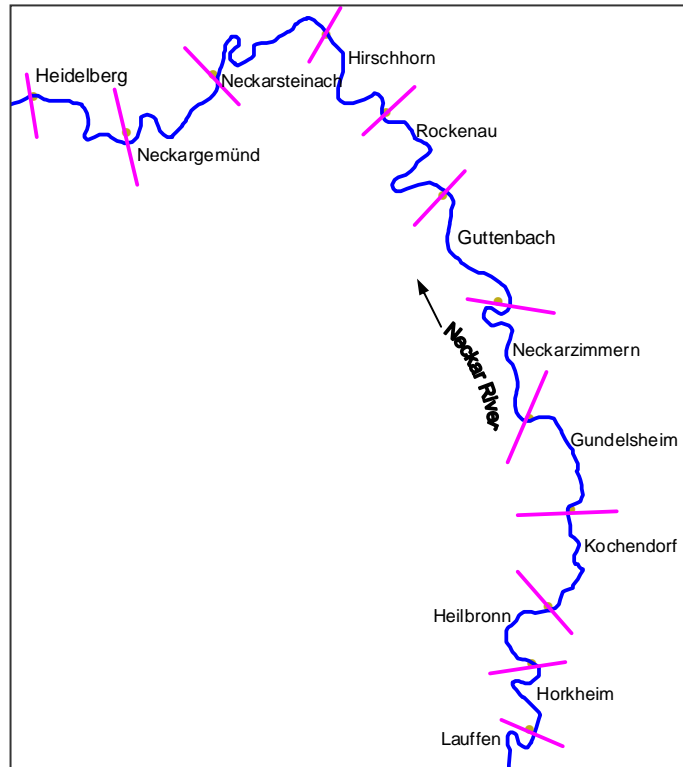 Hirschhorn
Heidelberg
Neckarsteinach
Rockenau
Neckargemünd
Guttenbach
Neckar River
Neckarzimmern
Gundelsheim
Kochendorf
Heilbronn
Horkheim
Lauffen